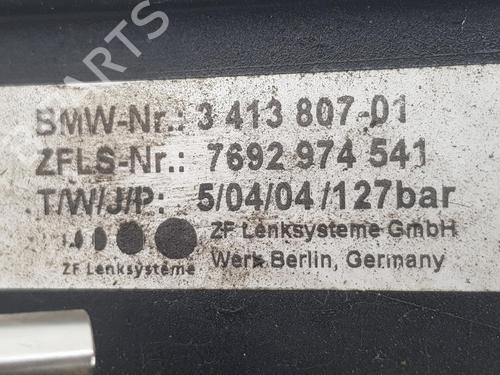 PARTS
BMW-Nr.: 3 413 807-01
ZFLS-Nr.: 7692 974 541
T/W/J/P: 5/04/04/127bar
ZF Lenksysteme GmbH
ZF Lenksysteme
Werk Berlin, Germany